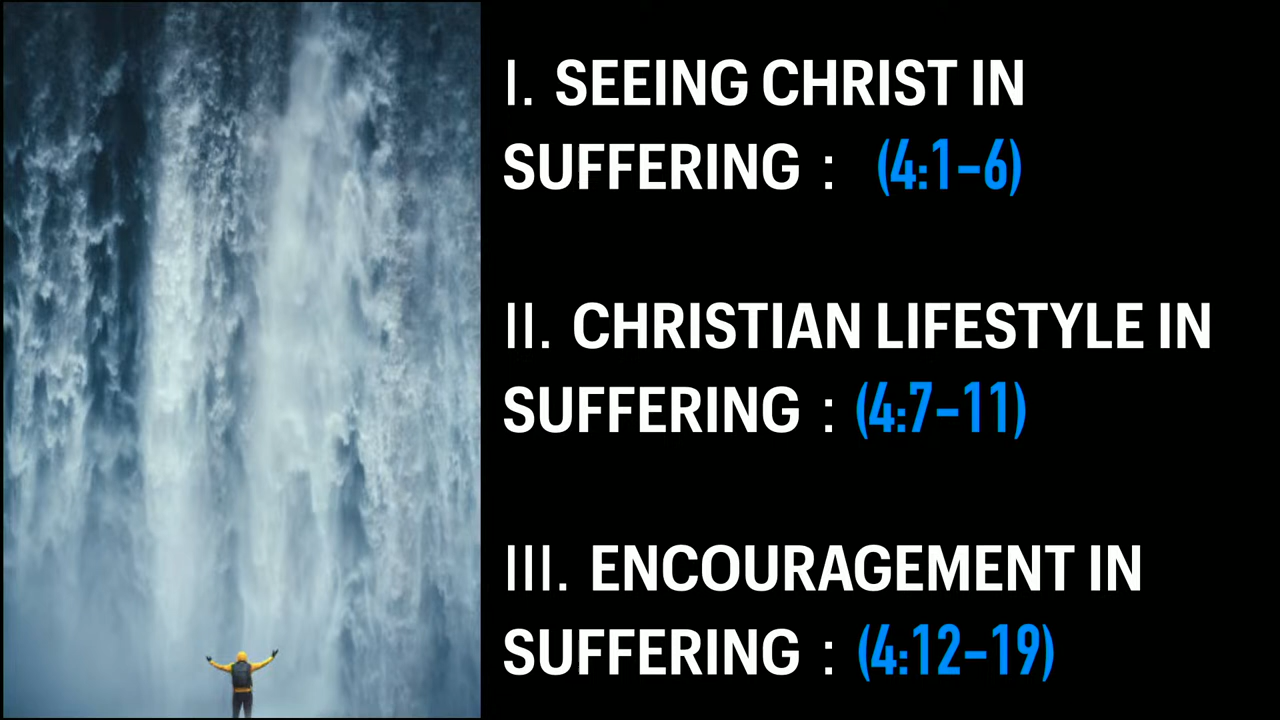 I. SEEING CHRIST IN
SUFFERING : (4:1–6)
II. CHRISTIAN LIFESTYLE IN
SUFFERING : (4:7–11)
III. ENCOURAGEMENT IN
SUFFERING : (4:12–19)